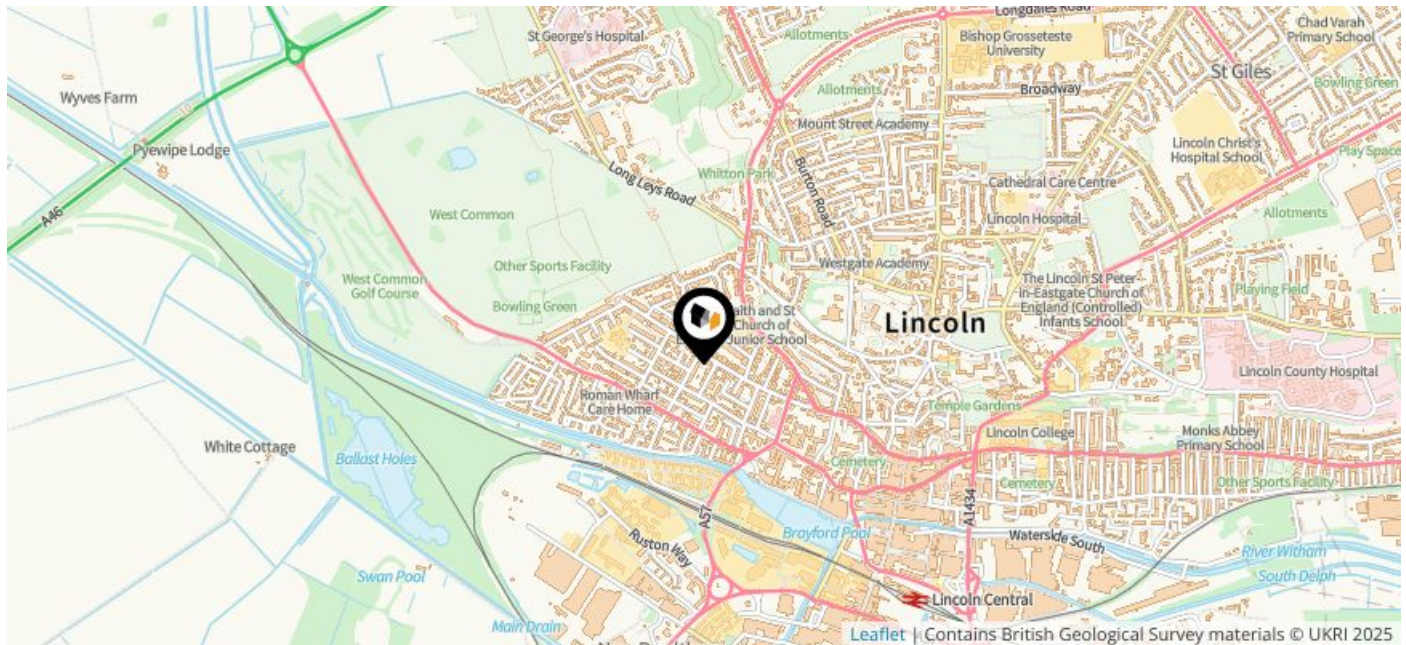 Longdales Road
St George's Hospital
Allotments
Bishop Grosseteste
University
Chad Varah
Primary School
St Giles
Bowling Green
Wyves Farm
10
Allotments
Broadway
Mount Street Academy
Pyewipe Lodge
Lincoln Christ's
Hospital School
Play Space
Whitton Park
Burton Road
Long Leys Road
Cathedral Care Centre
A46
West Common
Lincoln Hospital
Allotments
Other Sports Facility
Westgate Academy
West Common
Golf Course
The Lincoln St Peter-
in-Eastgate Church of
England (Controlled)
Infants School
Playing Field
Bowling Green
aith and St
Church of
Junior School
Lincoln
Lincoln County Hospital
Roman Wharf
Care Home
Temple Gardens
Lincoln College
Monks Abbey
Primary School
White Cottage
Ballast Holes
Cemetery
Cemetery
Other Sports Facility
A57
A1434
Brayford Pool
Ruston Way
Waterside South
River Witham
South Delph
Swan Pool
Lincoln Central
Main Drain
Leaflet | Contains British Geological Survey materials © UKRI 2025